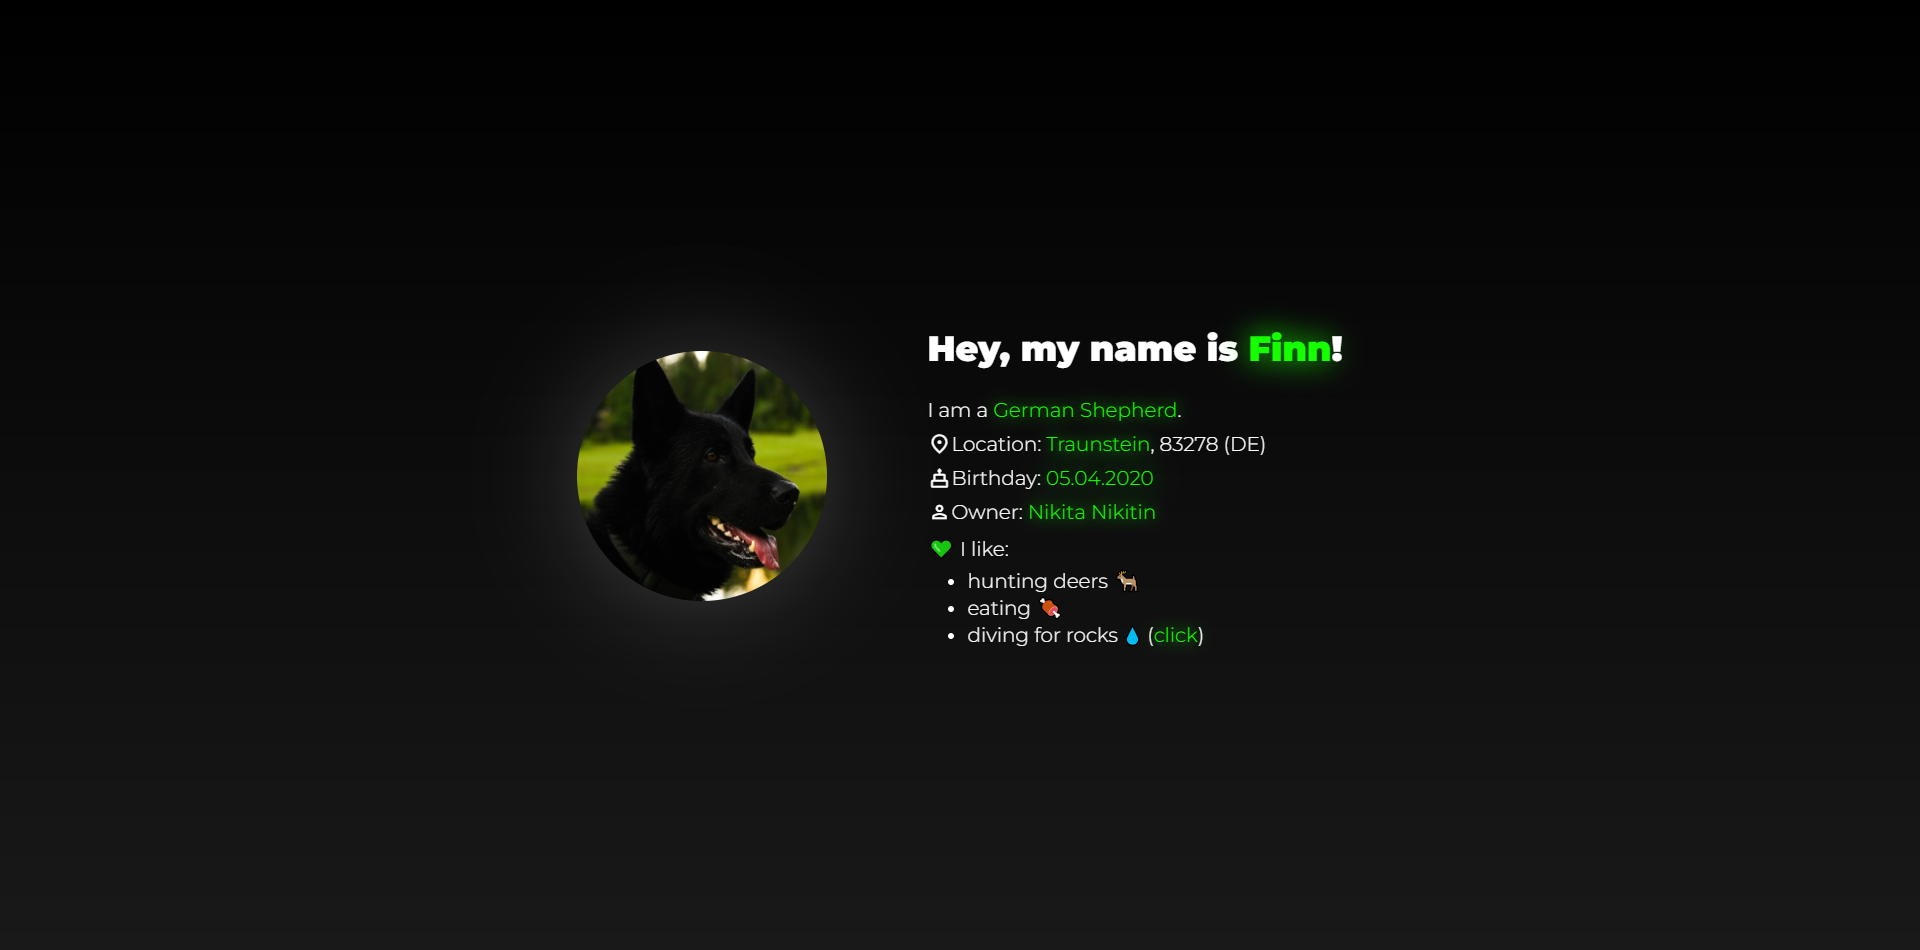 Hey, my name is Finn!
I am a German Shepherd.
Location: Traunstein, 83278 (DE)
Birthday: 05.04.2020
Owner: Nikita Nikitin
💚 I like:
• hunting deers 🦌
• eating 🍖
• diving for rocks 💧 (click)